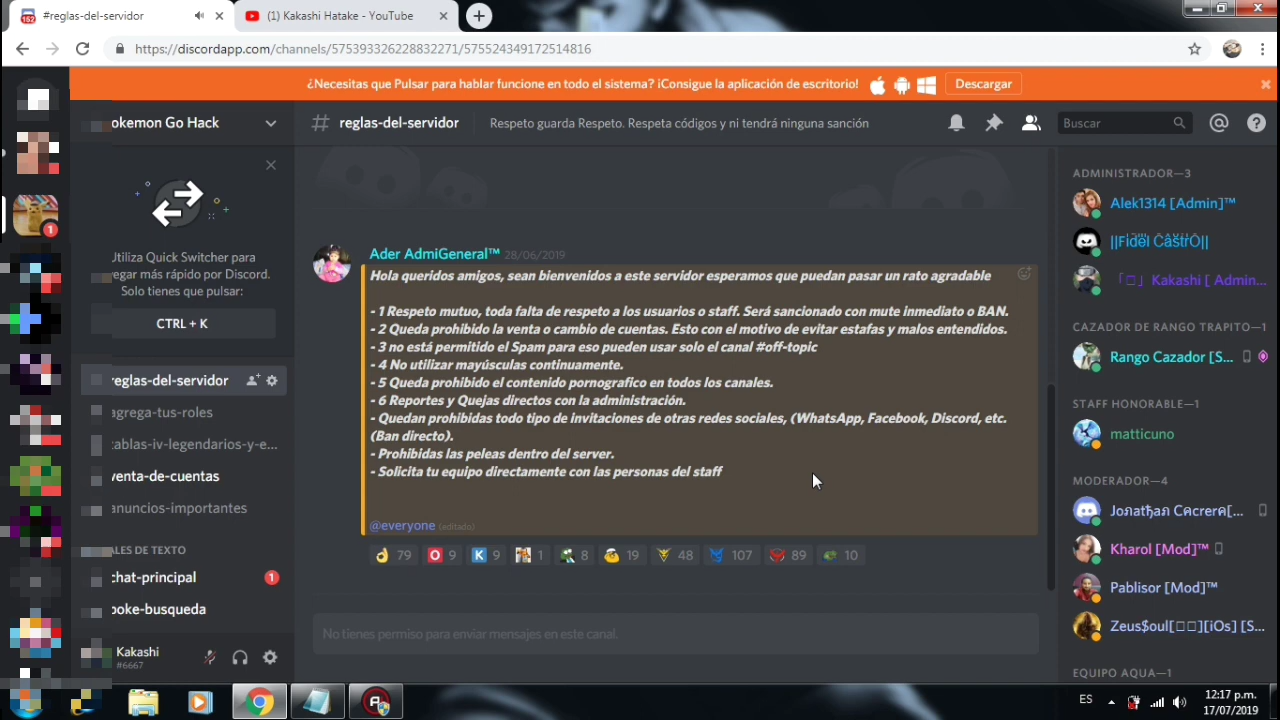 #reglas-del-servidor
(1) Kakashi Hatake - YouTube
https://discordapp.com/channels/575393326228832271/575524349172514816
¿Necesitas que Pulsar para hablar funcione en todo el sistema? ¡Consigue la aplicación de escritorio!
Descargar
okemon Go Hack
# reglas-del-servidor
Respeto guarda Respeto. Respeta códigos y ni tendrá ninguna sanción
Buscar
Utiliza Quick Switcher para
egar más rápido por Discord.
Solo tienes que pulsar:
CTRL + K
reglas-del-servidor
agrega-tus-roles
tablas-iv-legendarios-y-e...
venta-de-cuentas
anuncios-importantes
ALES DE TEXTO
chat-principal
1
poke-busqueda
Kakashi
#6667
1
Ader AdmiGeneral™ 28/06/2019
Hola queridos amigos, sean bienvenidos a este servidor esperamos que puedan pasar un rato agradable
- 1 Respeto mutuo, toda falta de respeto a los usuarios o staff. Será sancionado con mute inmediato o BAN.
- 2 Queda prohibido la venta o cambio de cuentas. Esto con el motivo de evitar estafas y malos entendidos.
- 3 no está permitido el Spam para eso pueden usar solo el canal #off-topic
- 4 No utilizar mayúsculas continuamente.
- 5 Queda prohibido el contenido pornografico en todos los canales.
- 6 Reportes y Quejas directos con la administración.
- Quedan prohibidas todo tipo de invitaciones de otras redes sociales, (WhatsApp, Facebook, Discord, etc.
(Ban directo).
- Prohibidas las peleas dentro del server.
- Solicita tu equipo directamente con las personas del staff
@everyone (editado)
79 9 9 1 8 19 48 107 89 10
No tienes permiso para enviar mensajes en este canal.
ADMINISTRADOR—3
Alek1314 [Admin]™
Kakashi [ Admin...
CAZADOR DE RANGO TRAPITO—1
Rango Cazador [S...
STAFF HONORABLE—1
matticuno
MODERADOR—4
Kharol [Mod]™
Pablisor [Mod]™
Zeus$oul[□□][iOs] [S...
EQUIPO AQUA—1
ES
12:17 p.m.
17/07/2019